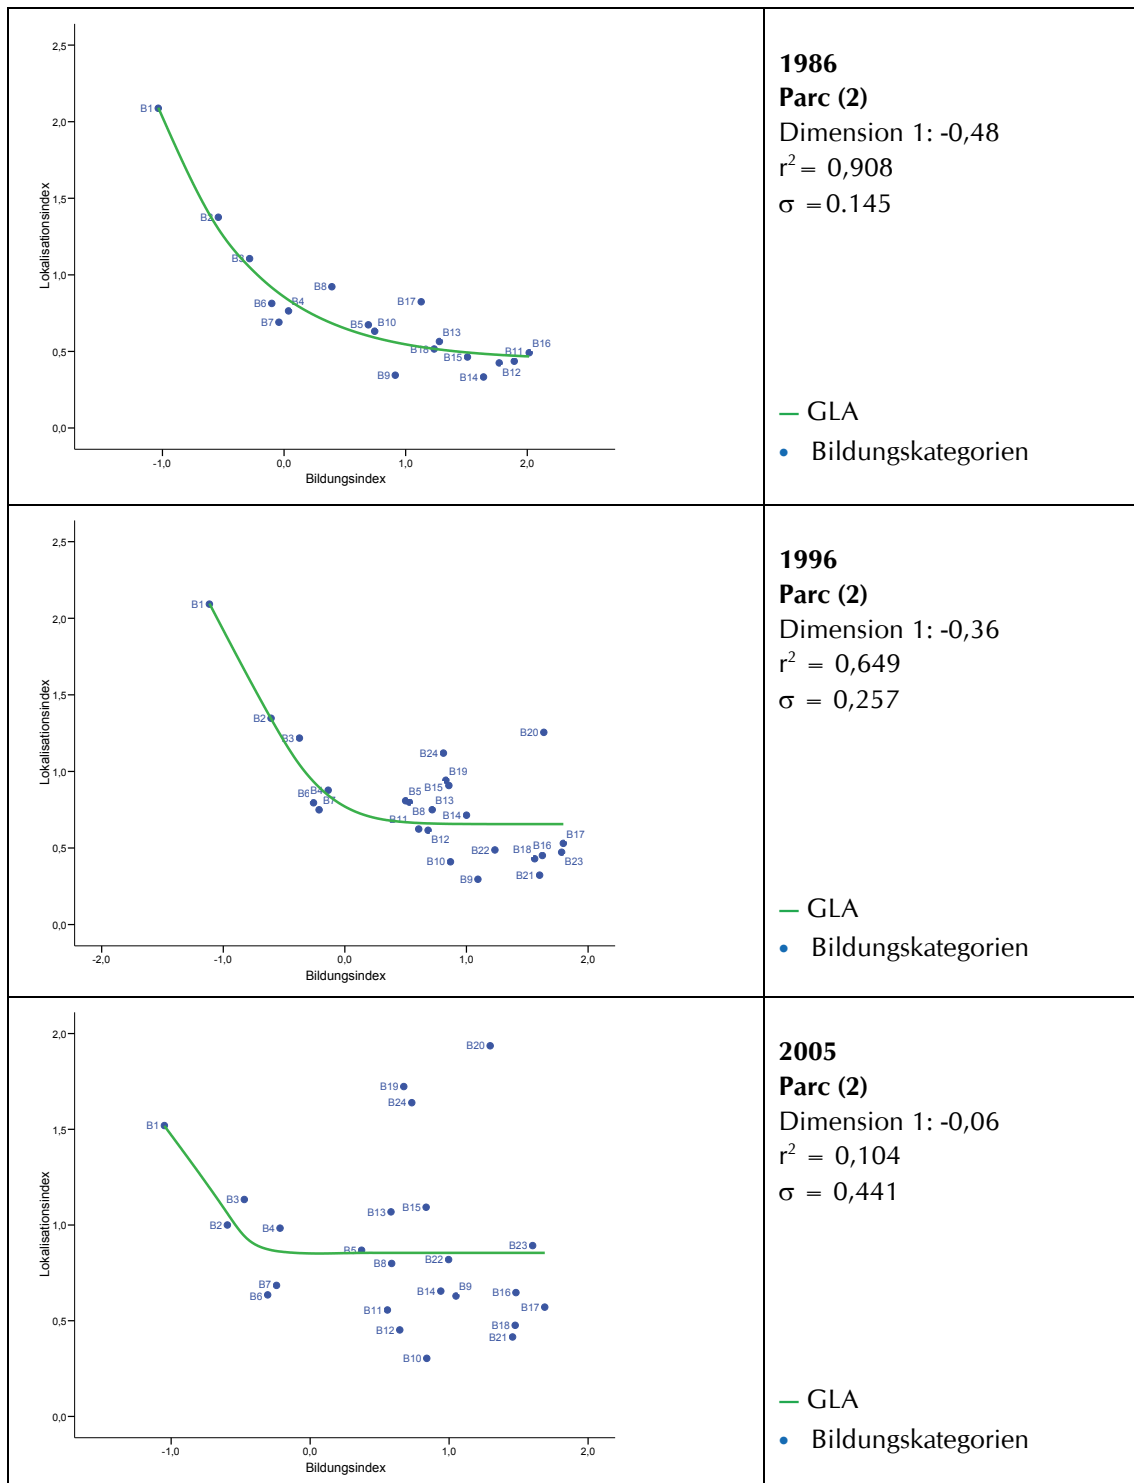 2,5
2,0
1,5
1,0
0,5
0,0
Lokalisationsindex
B1
B2
B3
B8
B17
B6
B4
B7
B5 B10
B13
B18
B16
B11
B15
B12
B9
B14
-1,0 0,0 1,0 2,0
Bildungsindex
1986
Parc (2)
Dimension 1: -0,48
r² = 0,908
σ =0.145
GLA
Bildungskategorien
2,5
2,0
1,5
1,0
0,5
0,0
Lokalisationsindex
B1
B2
B3
B20
B24
B19
B15
B4
B6
B7
B5
B13
B8
B14
B11
B12
B17
B22
B18 B16
B10
B23
B21
B9
-2,0 -1,0 0,0 1,0 2,0
Bildungsindex
1996
Parc (2)
Dimension 1: -0,36
r² = 0,649
σ = 0,257
GLA
Bildungskategorien
2,0
1,5
1,0
0,5
0,0
Lokalisationsindex
B20
B19
B24
B1
B3
B15
B13
B2
B4
B23
B5
B22
B8
B7
B9
B14
B16
B6
B17
B11
B18
B12
B21
B10
-1,0 0,0 1,0 2,0
Bildungsindex
2005
Parc (2)
Dimension 1: -0,06
r² = 0,104
σ = 0,441
GLA
Bildungskategorien